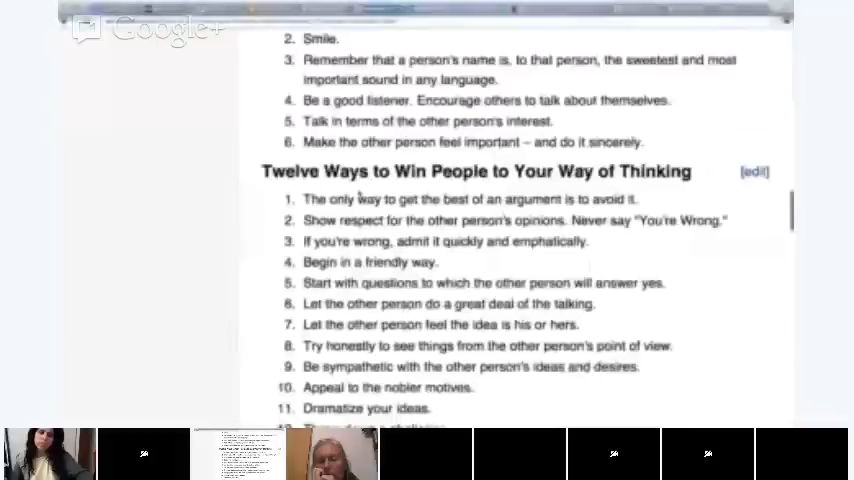 Google+
2. Smile.
3. Remember that a person's name is, to that person, the sweetest and most
important sound in any language.
4. Be a good listener. Encourage others to talk about themselves.
5. Talk in terms of the other person's interest.
6. Make the other person feel important – and do it sincerely.
Twelve Ways to Win People to Your Way of Thinking [edit]
1. The only way to get the best of an argument is to avoid it.
2. Show respect for the other person's opinions. Never say "You're Wrong."
3. If you're wrong, admit it quickly and emphatically.
4. Begin in a friendly way.
5. Start with questions to which the other person will answer yes.
6. Let the other person do a great deal of the talking.
7. Let the other person feel the idea is his or hers.
8. Try honestly to see things from the other person's point of view.
9. Be sympathetic with the other person's ideas and desires.
10. Appeal to the nobler motives.
11. Dramatize your ideas.